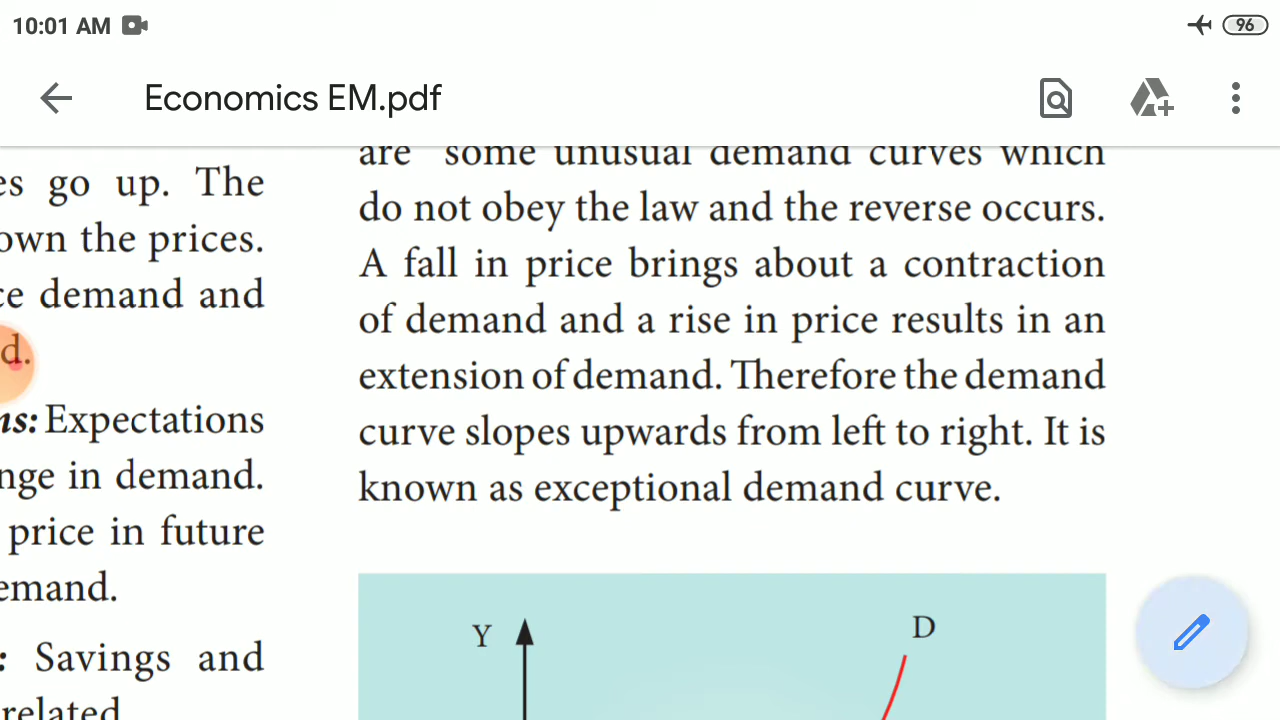 10:01 AM
96
Economics EM.pdf
es go up. The
own the prices.
ce demand and
d.
ns: Expectations
nge in demand.
price in future
emand.
: Savings and
related
are some unusual demand curves which
do not obey the law and the reverse occurs.
A fall in price brings about a contraction
of demand and a rise in price results in an
extension of demand. Therefore the demand
curve slopes upwards from left to right. It is
known as exceptional demand curve.
Y
D